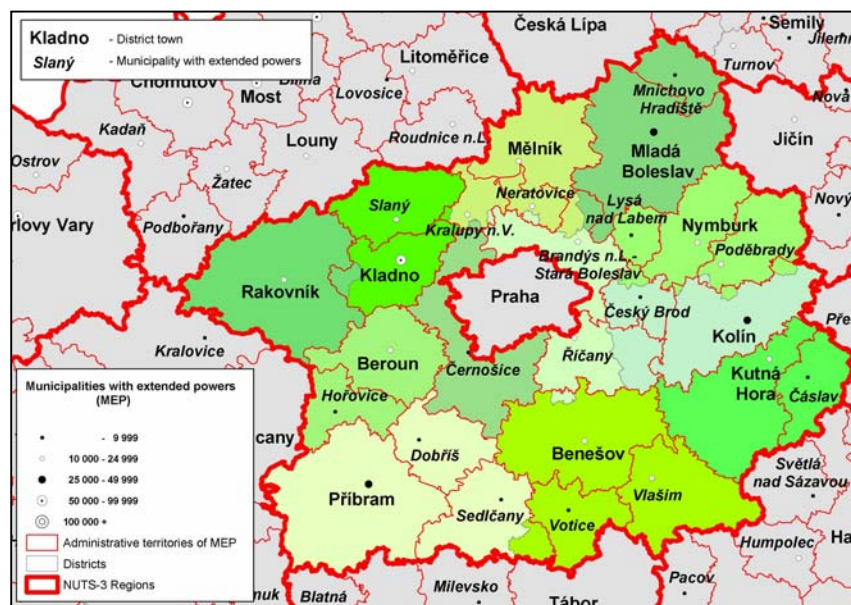 Kladno - District town
Slaný - Municipality with extended powers
Česká Lípa
Semily
Jilem
Turnov
Litoměřice
Chomutov
Bílina
Most
Lovosice
Mnichovo
Hradiště
Nová
Kadaň
Louny
Roudnice n.L.
Mělník
Mladá
Boleslav
Jičín
Ostrov
Žatec
Slaný
Neratovice
Lysá
nad Labem
Nymburk
Nový
rlovy Vary
Podbořany
Kralupy n.V.
Kladno
Brandýs n.L.-
Stará Boleslav
Poděbrady
Rakovník
Praha
Český Brod
Kolín
Pře
Kralovice
Beroun
Černošice
Říčany
Kutná
Hora
Čáslav
Hořovice
cany
Dobříš
Benešov
Světlá
nad Sázavou
Příbram
Sedlčany
Votice
Vlašim
Humpolec
muk
Blatná
Milevsko
Tábor
Pacov
Municipalities with extended powers
(MEP)
- 9 999
10 000 - 24 999
25 000 - 49 999
50 000 - 99 999
100 000 +
Administrative territories of MEP
Districts
NUTS-3 Regions